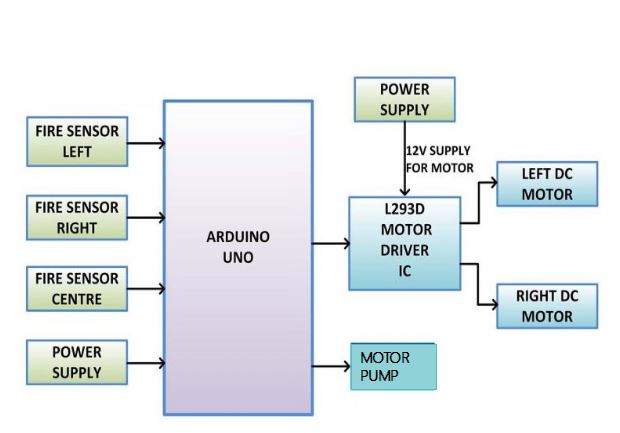 FIRE SENSOR
LEFT
FIRE SENSOR
RIGHT
FIRE SENSOR
CENTRE
POWER
SUPPLY
ARDUINO
UNO
POWER
SUPPLY
12V SUPPLY
FOR MOTOR
L293D
MOTOR
DRIVER
IC
LEFT DC
MOTOR
RIGHT DC
MOTOR
MOTOR
PUMP